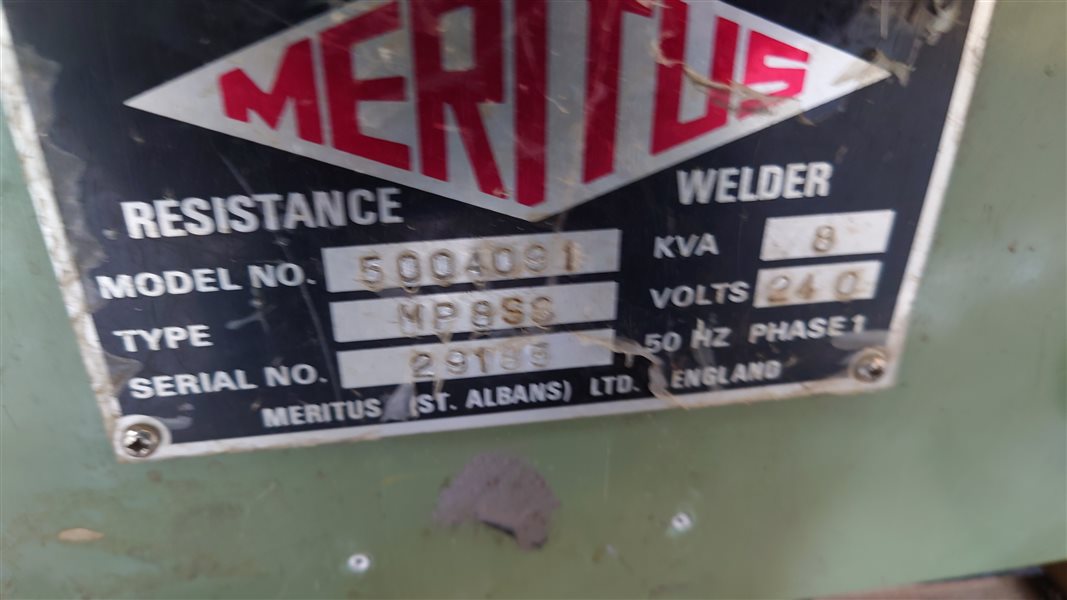 MERITUS
RESISTANCE WELDER
MODEL NO. 5004091 KVA 8
TYPE VOLTS 240
SERIAL NO. 50 HZ PHASE 1
MERITUS (ST. ALBANS) LTD. ENGLAND